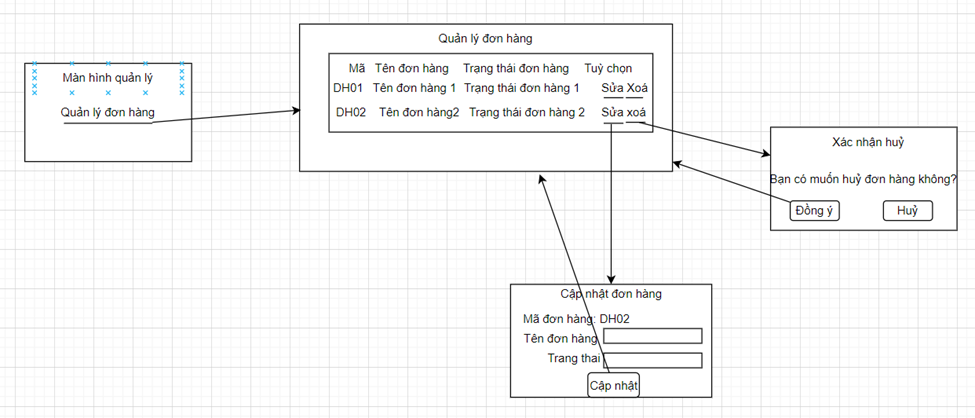 Màn hình quản lý
Quản lý đơn hàng
Quản lý đơn hàng
Mã Tên đơn hàng Trạng thái đơn hàng Tuỳ chọn
DH01 Tên đơn hàng 1 Trạng thái đơn hàng 1 Sửa Xoá
DH02 Tên đơn hàng2 Trạng thái đơn hàng 2 Sửa xoá
Xác nhận huỷ
Bạn có muốn huỷ đơn hàng không?
Đồng ý Huỷ
Cập nhật đơn hàng
Mã đơn hàng: DH02
Tên đơn hàng
Trang thai
Cập nhật